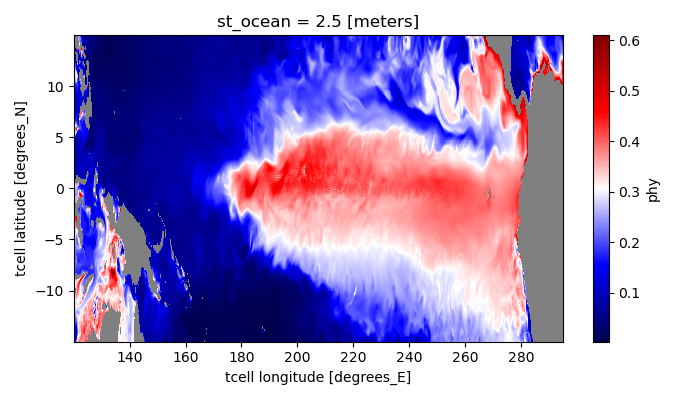 st_ocean = 2.5 [meters]
10
5
0
−5
−10
tcell latitude [degrees_N]
140 160 180 200 220 240 260 280
tcell longitude [degrees_E]
0.6
0.5
0.4
0.3
0.2
0.1
phy